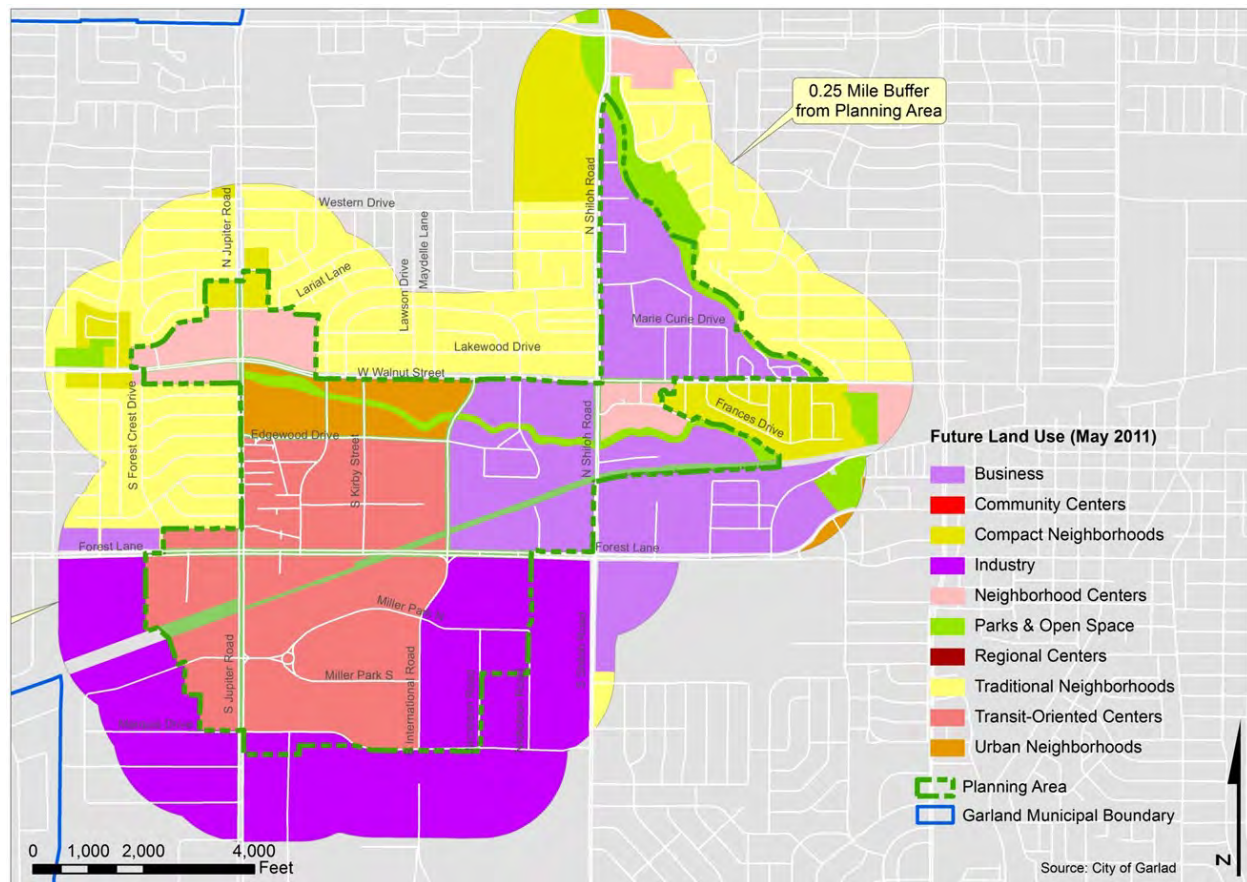 0.25 Mile Buffer
from Planning Area
N Shiloh Road
N Jupiter Road
Western Drive
Maydelle Lane
Lawson Drive
Lariat Lane
Marie Curie Drive
Lakewood Drive
W Walnut Street
S Forest Crest Drive
Frances Drive
Edgewood Drive
S Kirby Street
N Shiloh Road
Forest Lane
Forest Lane
Miller Park
Miller Park S
S Jupiter Road
S International Road
Future Land Use (May 2011)
Business
Community Centers
Compact Neighborhoods
Industry
Neighborhood Centers
Parks & Open Space
Regional Centers
Traditional Neighborhoods
Transit-Oriented Centers
Urban Neighborhoods
Planning Area
Garland Municipal Boundary
0 1,000 2,000 4,000
Feet
Source: City of Garlad
N